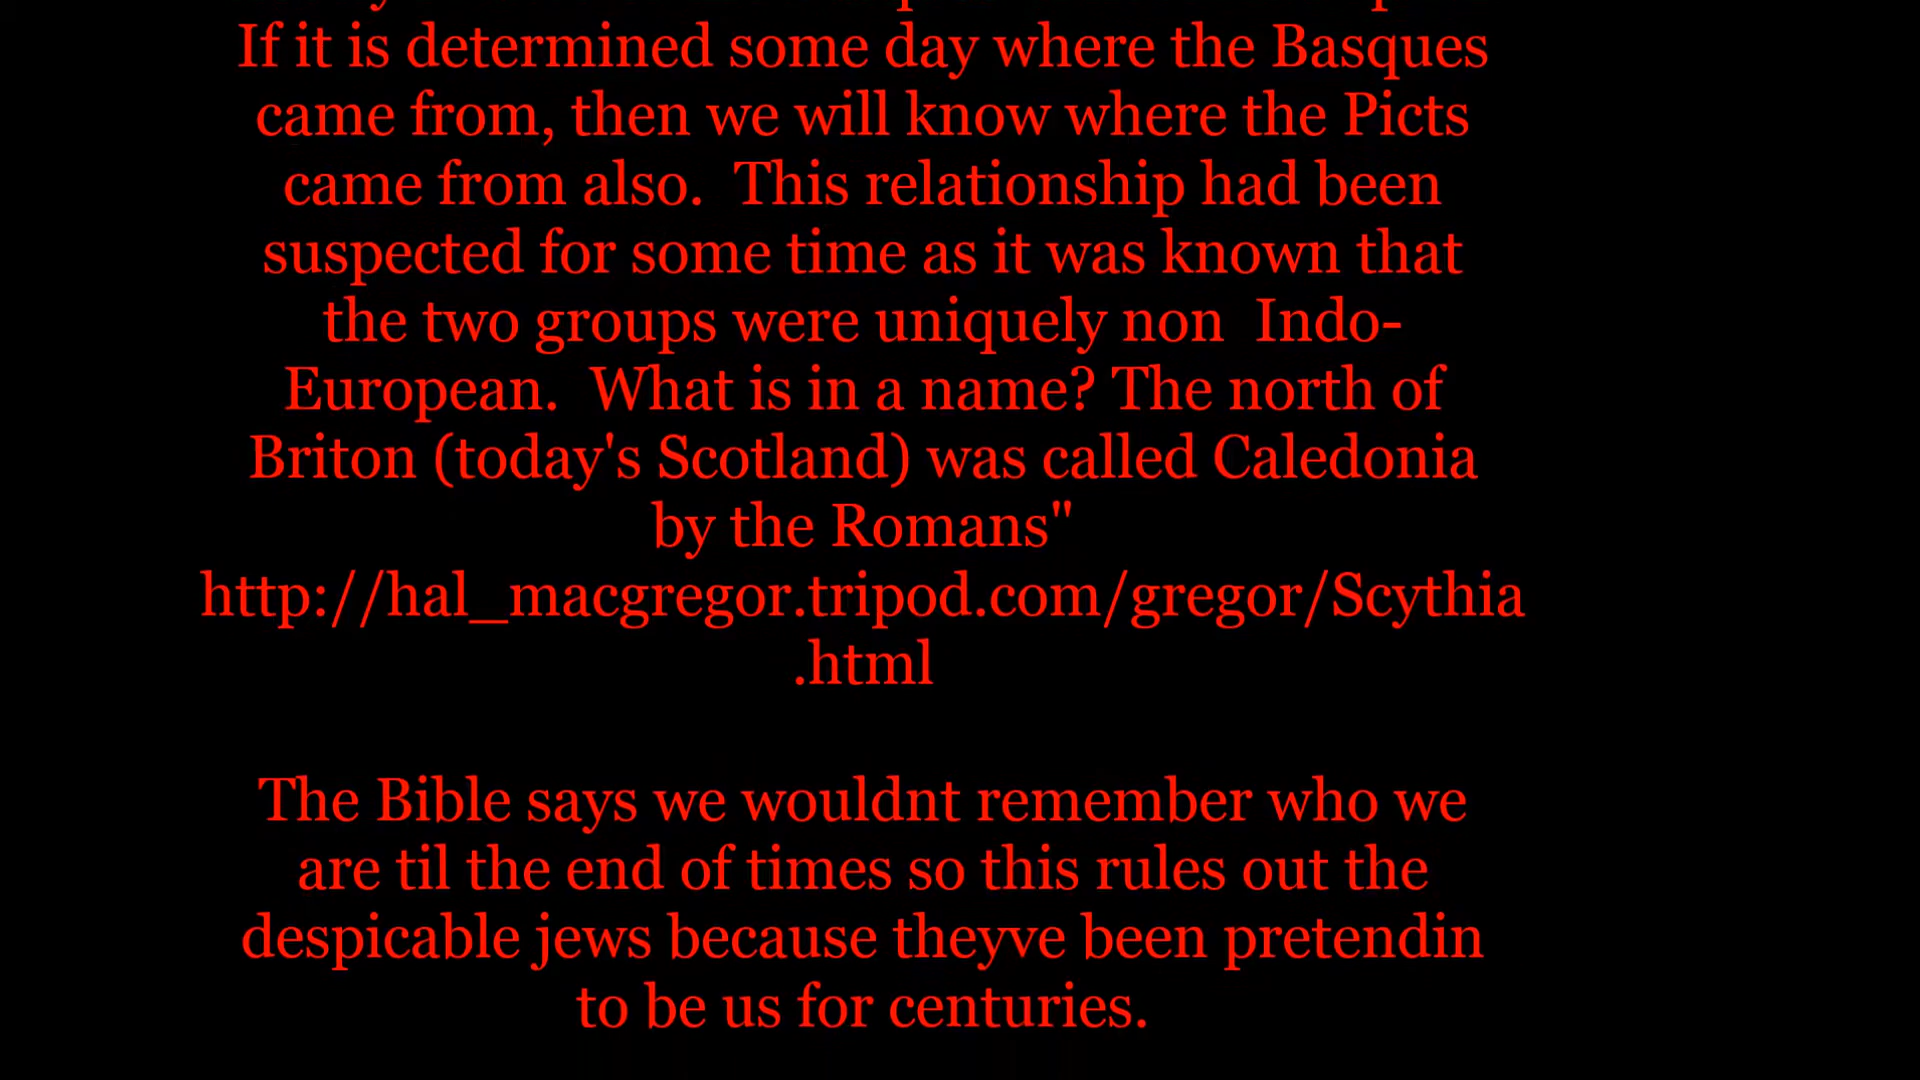 If it is determined some day where the Basques
came from, then we will know where the Picts
came from also.  This relationship had been
suspected for some time as it was known that
the two groups were uniquely non  Indo-
European.  What is in a name? The north of
Briton (today's Scotland) was called Caledonia
by the Romans"
http://hal_macgregor.tripod.com/gregor/Scythia
.html
The Bible says we wouldnt remember who we
are til the end of times so this rules out the
despicable jews because theyve been pretendin
to be us for centuries.